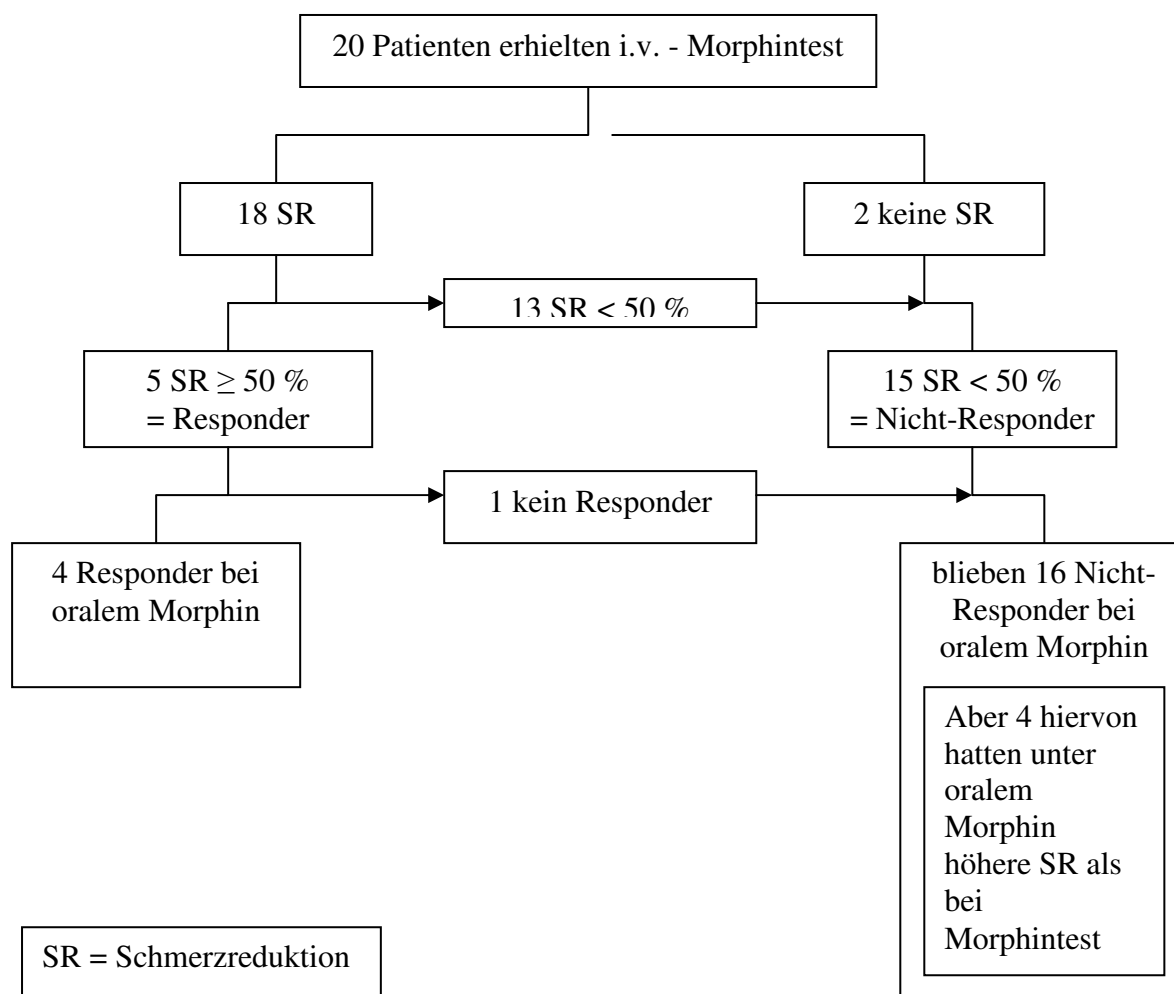 20 Patienten erhielten i.v. - Morphintest
18 SR
2 keine SR
13 SR < 50 %
5 SR ≥ 50 %
= Responder
15 SR < 50 %
= Nicht-Responder
1 kein Responder
4 Responder bei
oralem Morphin
blieben 16 Nicht-
Responder bei
oralem Morphin
Aber 4 hiervon
hatten unter
oralem
Morphin
höhere SR als
bei
Morphintest
SR = Schmerzreduktion